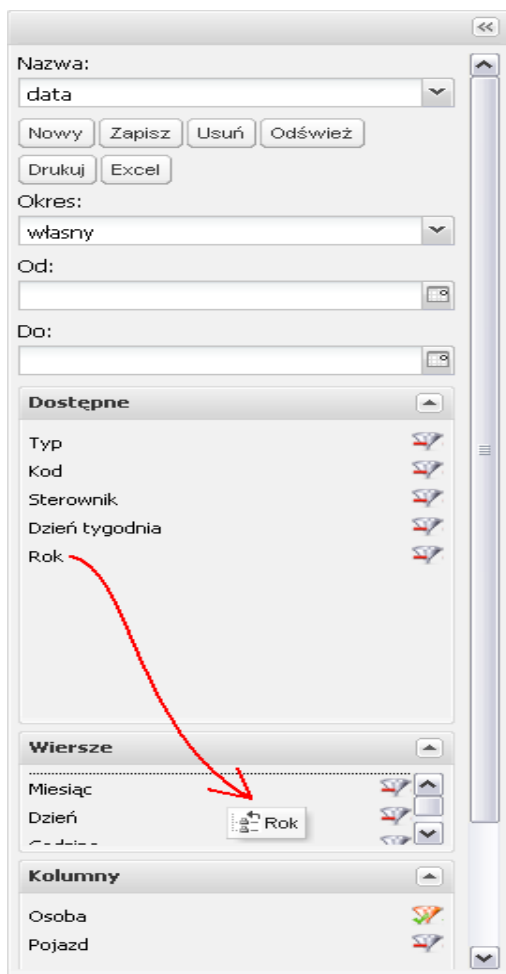 Nazwa:
data
Nowy Zapisz Usuń Odśwież
Drukuj Excel
Okres:
własny
Od:
Do:
Dostępne
Typ
Kod
Sterownik
Dzień tygodnia
Rok
Wiersze
Miesiąc
Dzień
Rok
Kolumny
Osoba
Pojazd